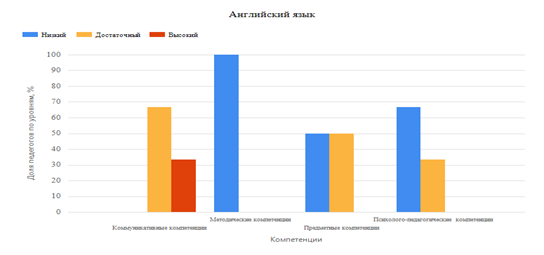 Английский язык
Низкий Достаточный Высокий
Доля педагогов по уровням, %
100
90
80
70
60
50
40
30
20
10
0
Методические компетенции Психолого-педагогические компетенции
Коммуникативные компетенции Предметные компетенции
Компетенции